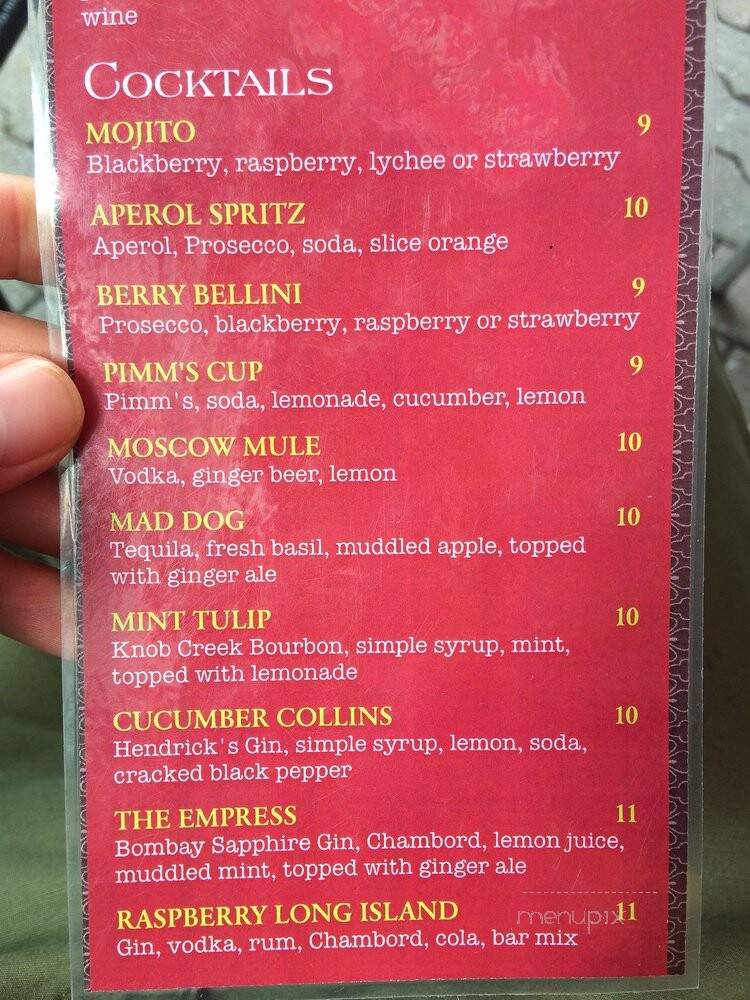 wine
COCKTAILS
MOJITO 9
Blackberry, raspberry, lychee or strawberry
APEROL SPRITZ 10
Aperol, Prosecco, soda, slice orange
BERRY BELLINI 9
Prosecco, blackberry, raspberry or strawberry
PIMM'S CUP 9
Pimm's, soda, lemonade, cucumber, lemon
MOSCOW MULE 10
Vodka, ginger beer, lemon
MAD DOG 10
Tequila, fresh basil, muddled apple, topped
with ginger ale
MINT TULIP 10
Knob Creek Bourbon, simple syrup, mint,
topped with lemonade
CUCUMBER COLLINS 10
Hendrick's Gin, simple syrup, lemon, soda,
cracked black pepper
THE EMPRESS 11
Bombay Sapphire Gin, Chambord, lemon juice,
muddled mint, topped with ginger ale
RASPBERRY LONG ISLAND 11
Gin, vodka, rum, Chambord, cola, bar mix
menupix